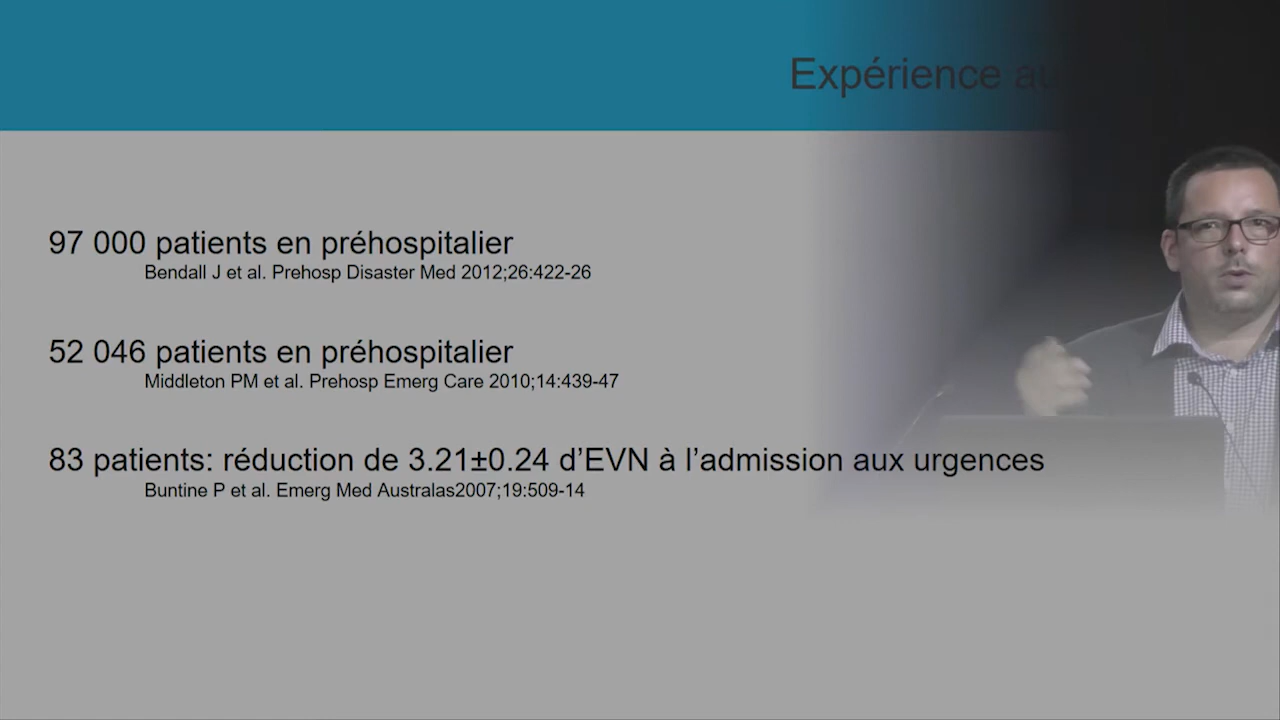 Expérience
97 000 patients en préhospitalier
Bendall J et al. Prehosp Disaster Med 2012;26:422-26
52 046 patients en préhospitalier
Middleton PM et al. Prehosp Emerg Care 2010;14:439-47
83 patients: réduction de 3.21±0.24 d’EVN à l’admission aux urgences
Buntine P et al. Emerg Med Australas2007;19:509-14